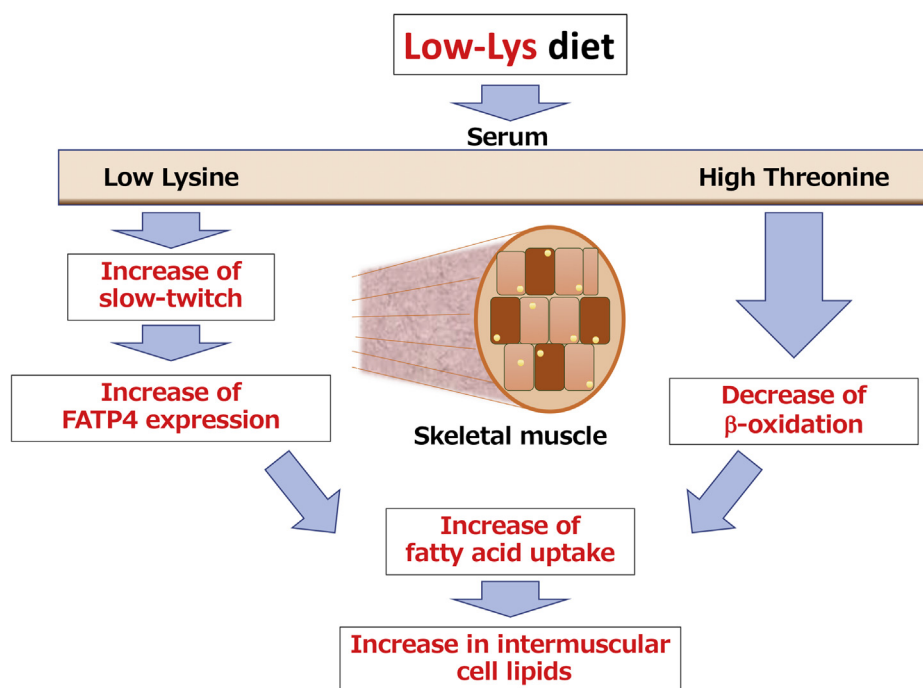 Low-Lys diet
Serum
Low Lysine
High Threonine
Increase of
slow-twitch
Increase of
FATP4 expression
Skeletal muscle
Decrease of
β-oxidation
Increase of
fatty acid uptake
Increase in intermuscular
cell lipids